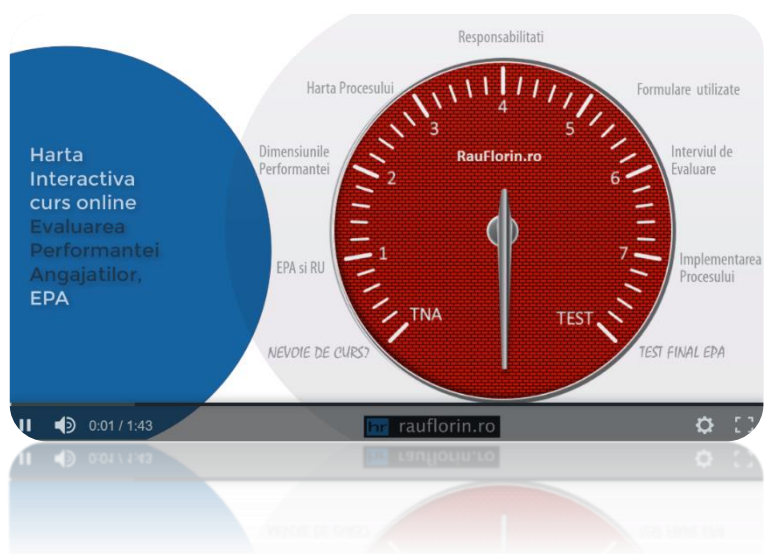 Harta
Interactiva
curs online
Evaluarea
Performantei
Angajatilor,
EPA
Responsabilitati
Harta Procesului
Formulare utilizate
Dimensiunile
Performantei
Interviul de
Evaluare
EPA si RU
Implementarea
Procesului
NEVOIE DE CURS?
TEST FINAL EPA
RauFlorin.ro
TNA
1
2
3
4
5
6
7
TEST
0:01 / 1:43
hr rauflorin.ro